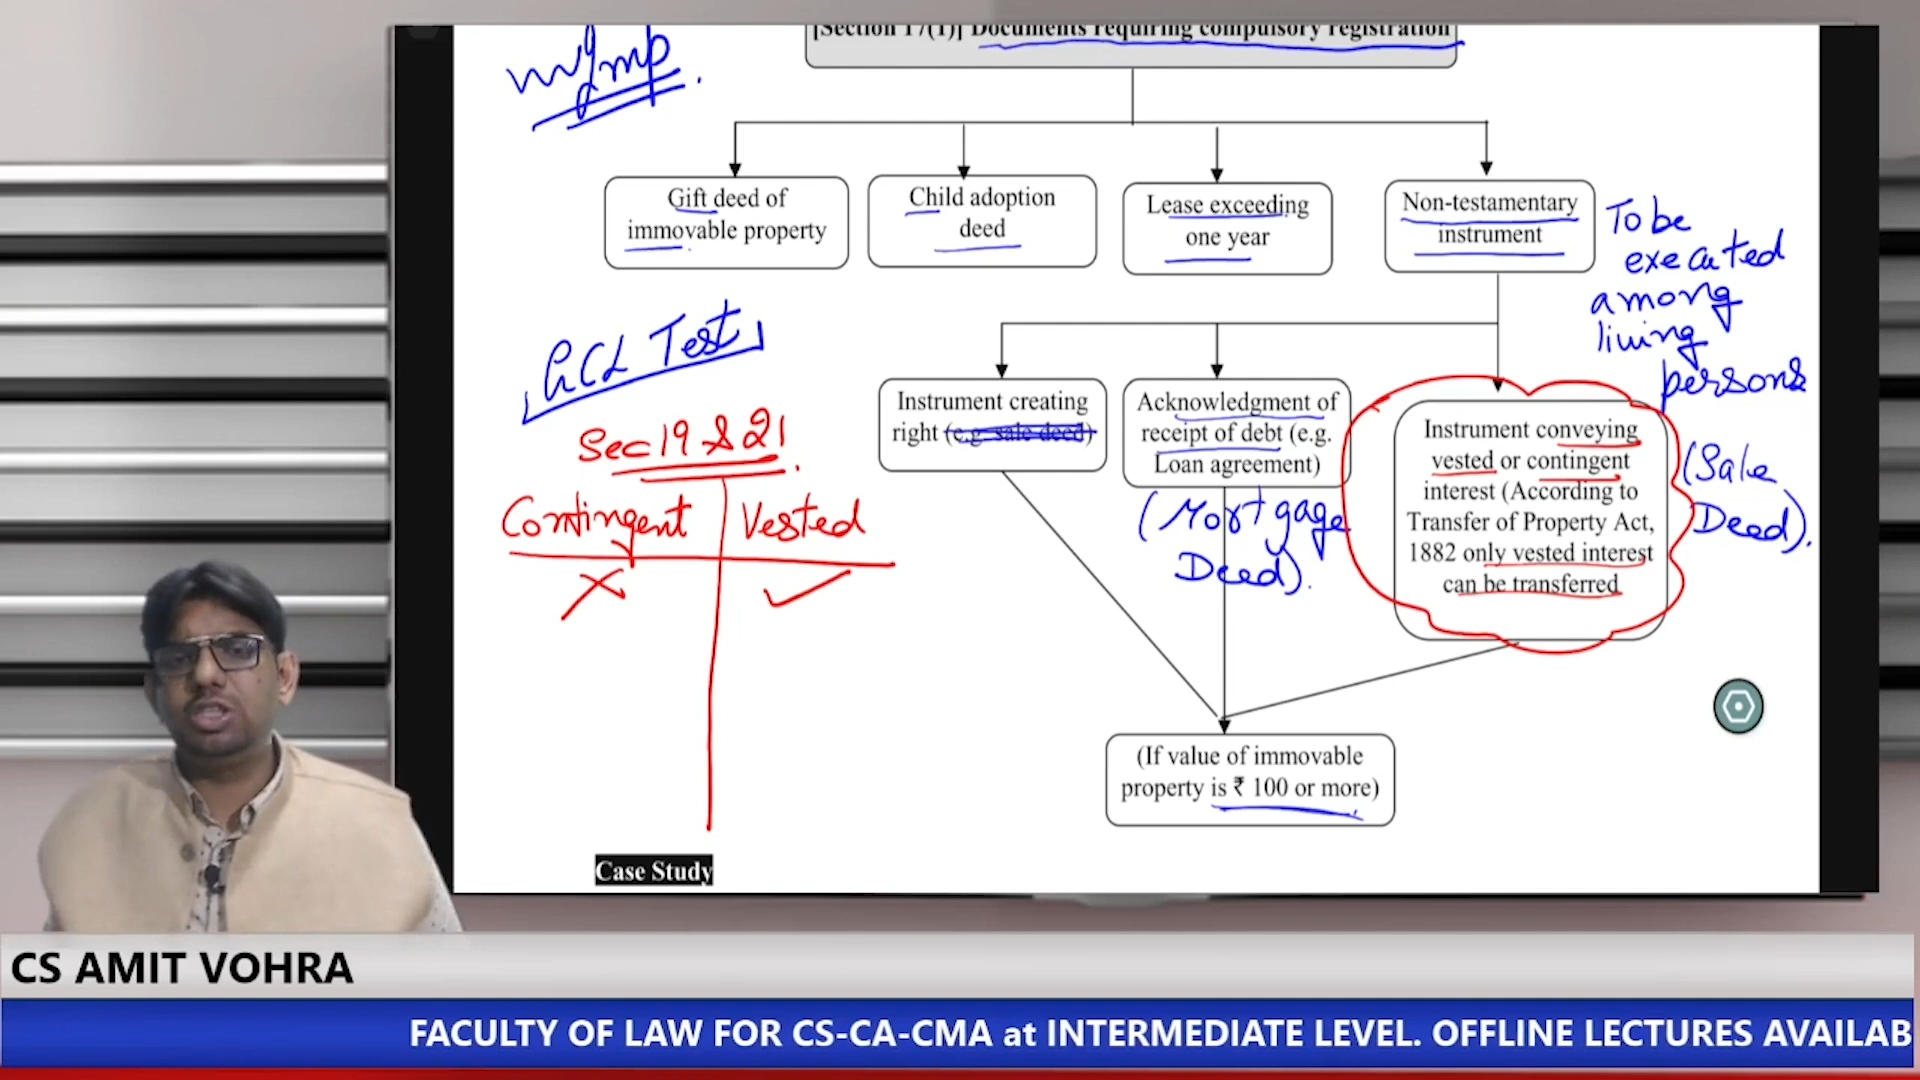 [Section 17(1)] Documents requiring compulsory registration
Gift deed of
immovable property
Child adoption
deed
Lease exceeding
one year
Non-testamentary
instrument
To be
executed
among
living
persons
Test
Sec 19 & 21
Contingent
Vested
Instrument creating
right (e.g. sale deed)
Acknowledgment of
receipt of debt (e.g.
Loan agreement)
(Mortgage
Deed).
Instrument conveying
vested or contingent
interest (According to
Transfer of Property Act,
1882 only vested interest
can be transferred
(Sale
Deed).
(If value of immovable
property is ₹ 100 or more)
Case Study
CS AMIT VOHRA
FACULTY OF LAW FOR CS-CA-CMA at INTERMEDIATE LEVEL. OFFLINE LECTURES AVAILAB